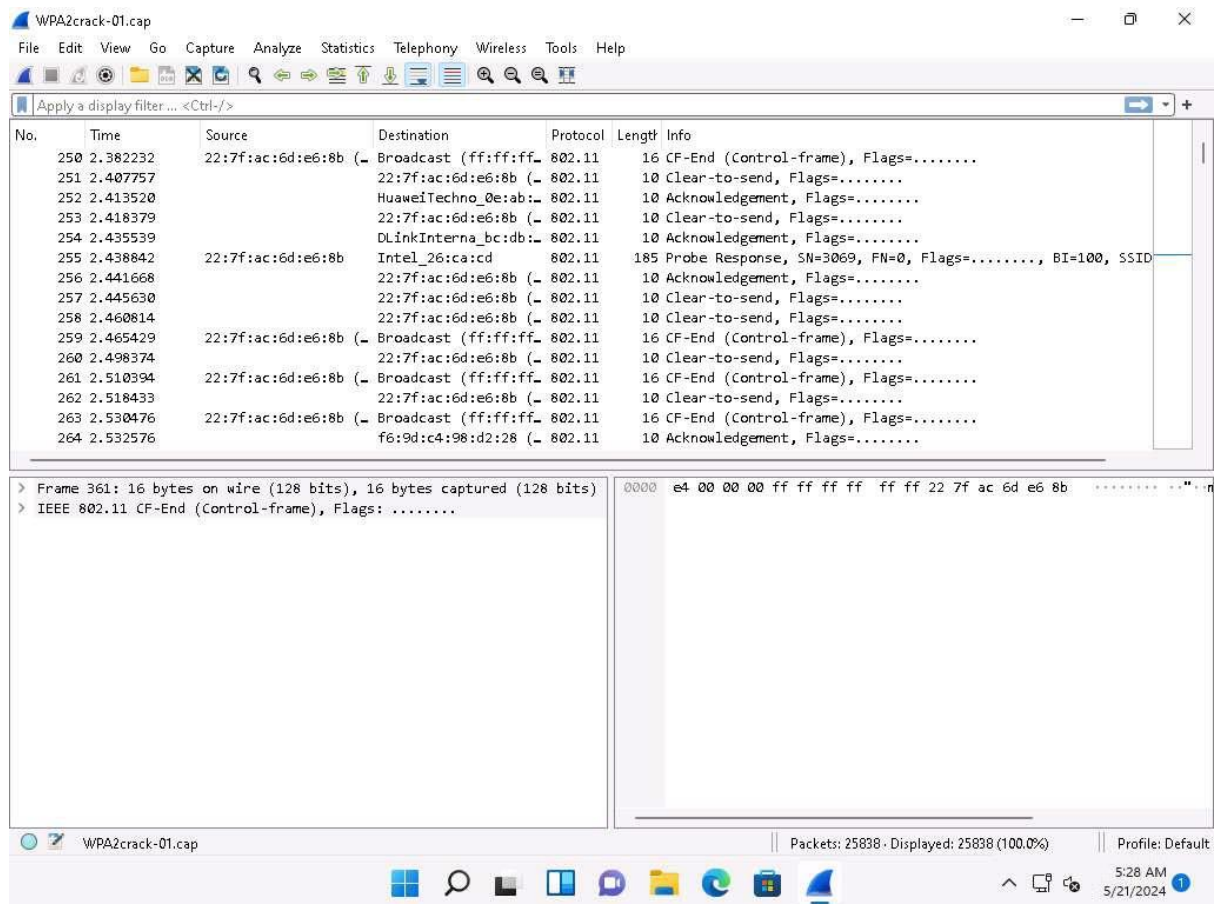 WPA2crack-01.cap
File Edit View Go Capture Analyze Statistics Telephony Wireless Tools Help
Apply a display filter ... <Ctrl-/>
No. Time Source Destination Protocol Length Info
250 2.382232 22:7f:ac:6d:e6:8b (… Broadcast (ff:ff:ff… 802.11 16 CF-End (Control-frame), Flags=........
251 2.407757 22:7f:ac:6d:e6:8b (… 802.11 10 Clear-to-send, Flags=........
252 2.413520 HuaweiTechno_0e:ab:… 802.11 10 Acknowledgement, Flags=........
253 2.418379 22:7f:ac:6d:e6:8b (… 802.11 10 Clear-to-send, Flags=........
254 2.435539 DLinkInterna_bc:db:… 802.11 10 Acknowledgement, Flags=........
255 2.438842 22:7f:ac:6d:e6:8b Intel_26:ca:cd 802.11 185 Probe Response, SN=3069, FN=0, Flags=........, BI=100, SSID
256 2.441668 22:7f:ac:6d:e6:8b (… 802.11 10 Acknowledgement, Flags=........
257 2.445630 22:7f:ac:6d:e6:8b (… 802.11 10 Clear-to-send, Flags=........
258 2.460814 22:7f:ac:6d:e6:8b (… 802.11 10 Clear-to-send, Flags=........
259 2.465429 22:7f:ac:6d:e6:8b (… Broadcast (ff:ff:ff… 802.11 16 CF-End (Control-frame), Flags=........
260 2.498374 22:7f:ac:6d:e6:8b (… 802.11 10 Clear-to-send, Flags=........
261 2.510394 22:7f:ac:6d:e6:8b (… Broadcast (ff:ff:ff… 802.11 16 CF-End (Control-frame), Flags=........
262 2.518433 22:7f:ac:6d:e6:8b (… 802.11 10 Clear-to-send, Flags=........
263 2.530476 22:7f:ac:6d:e6:8b (… Broadcast (ff:ff:ff… 802.11 16 CF-End (Control-frame), Flags=........
264 2.532576 f6:9d:c4:98:d2:28 (… 802.11 10 Acknowledgement, Flags=........
> Frame 361: 16 bytes on wire (128 bits), 16 bytes captured (128 bits)
> IEEE 802.11 CF-End (Control-frame), Flags: ........
0000 e4 00 00 00 ff ff ff ff ff ff 22 7f ac 6d e6 8b ········ ··"··m
WPA2crack-01.cap
Packets: 25838 · Displayed: 25838 (100.0%)
Profile: Default
5:28 AM
5/21/2024
1